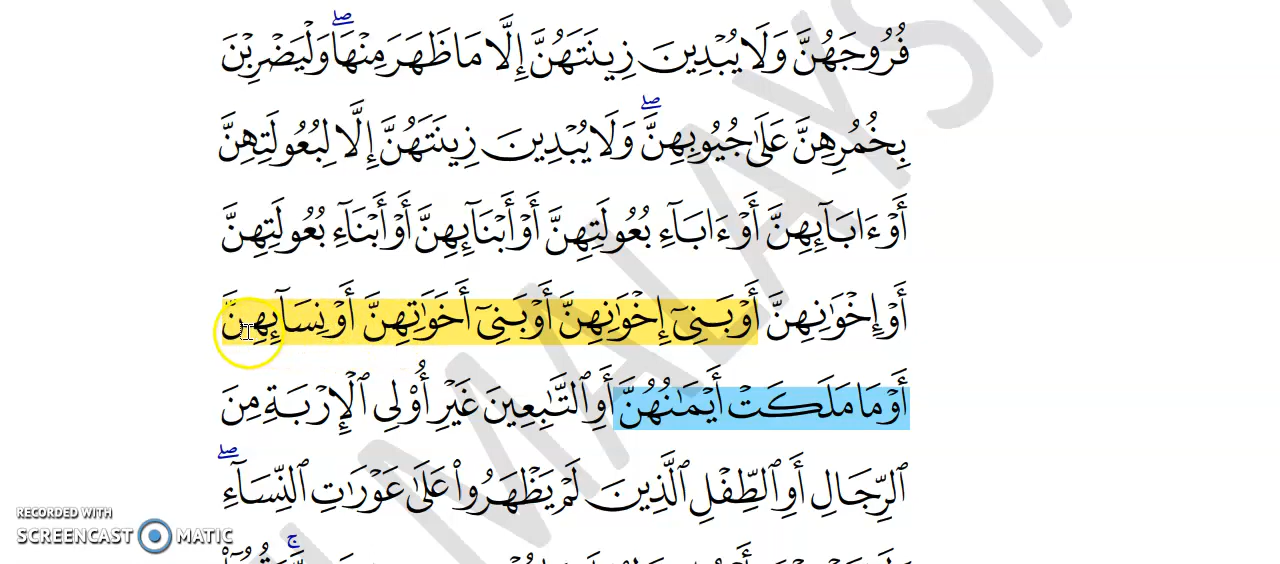 فُرُوجَهُنَّ وَلَا يُبْدِينَ زِينَتَهُنَّ إِلَّا مَا ظَهَرَ مِنْهَا ۖ وَلْيَضْرِبْنَ
بِخُمُرِهِنَّ عَلَىٰ جُيُوبِهِنَّ ۖ وَلَا يُبْدِينَ زِينَتَهُنَّ إِلَّا لِبُعُولَتِهِنَّ
أَوْ ءَابَآئِهِنَّ أَوْ ءَابَآءِ بُعُولَتِهِنَّ أَوْ أَبْنَآئِهِنَّ أَوْ أَبْنَآءِ بُعُولَتِهِنَّ
أَوْ إِخْوَٰنِهِنَّ أَوْ بَنِىٓ إِخْوَٰنِهِنَّ أَوْ بَنِىٓ أَخَوَٰتِهِنَّ أَوْ نِسَآئِهِنَّ
أَوْ مَا مَلَكَتْ أَيْمَٰنُهُنَّ أَوِ ٱلتَّٰبِعِينَ غَيْرِ أُو۟لِى ٱلْإِرْبَةِ مِنَ
ٱلرِّجَالِ أَوِ ٱلطِّفْلِ ٱلَّذِينَ لَمْ يَظْهَرُوا۟ عَلَىٰ عَوْرَٰتِ ٱلنِّسَآءِ ۖ
MALAYSIA
RECORDED WITH
SCREENCAST MATIC